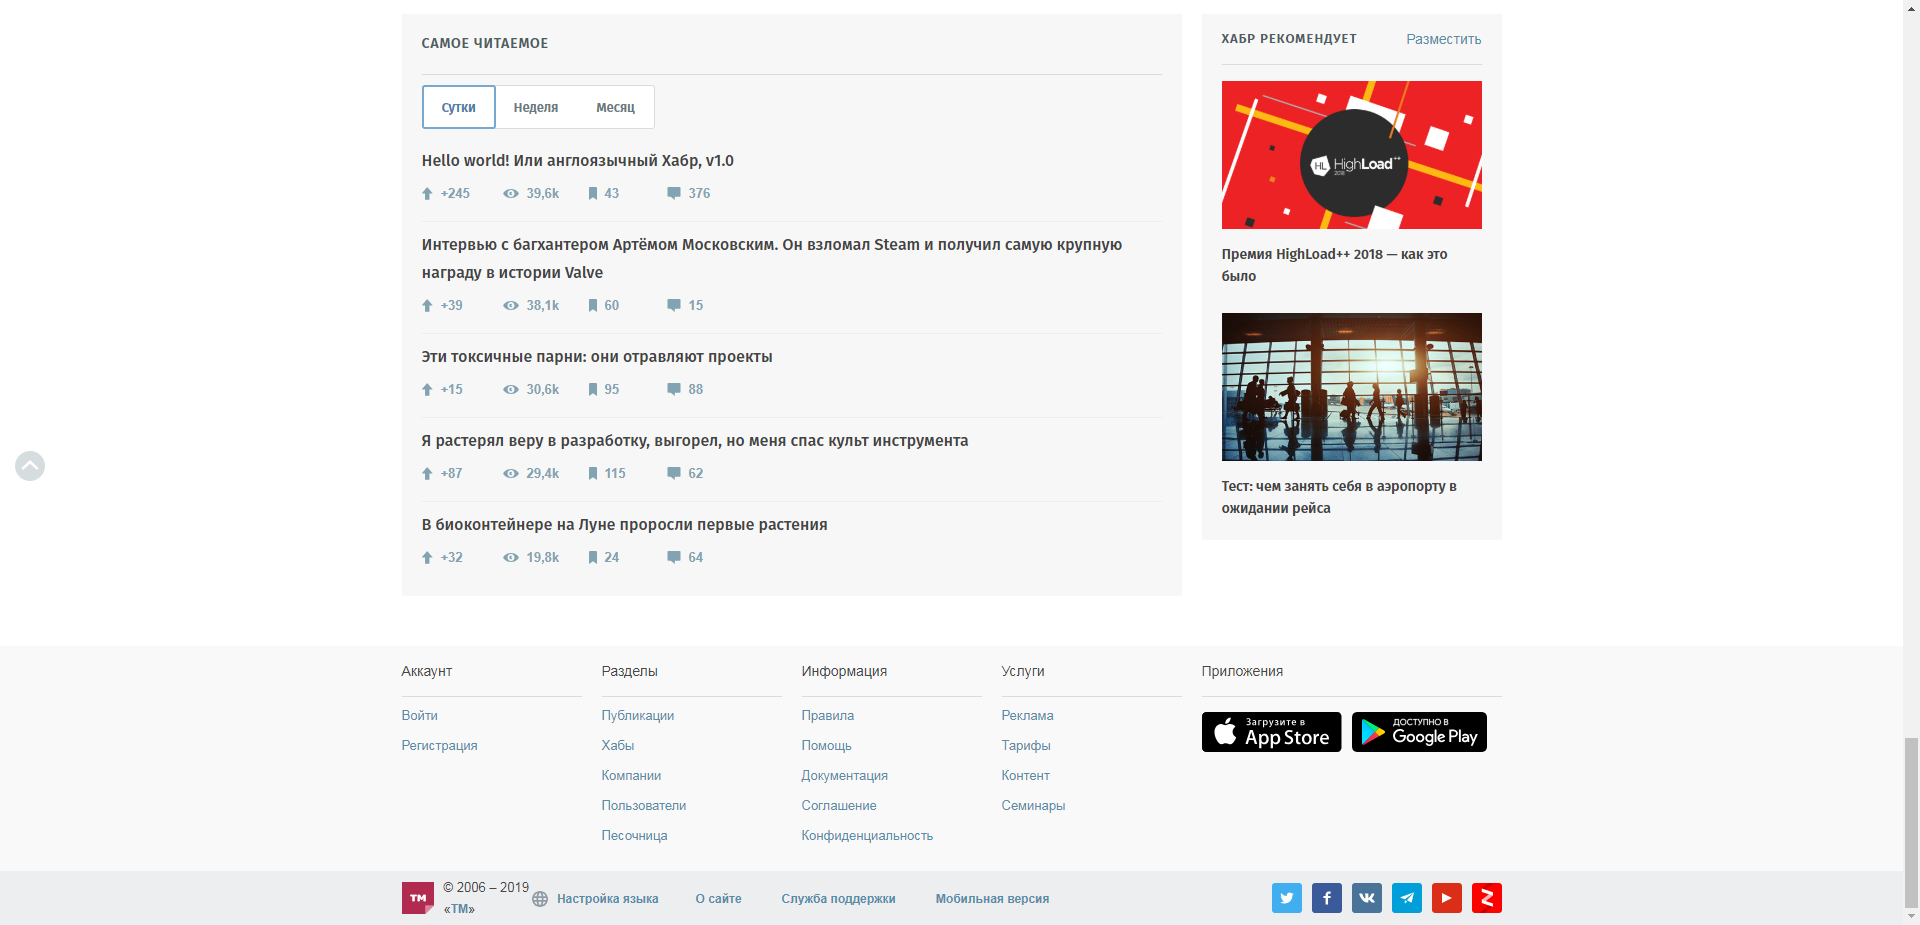 САМОЕ ЧИТАЕМОЕ
Сутки Неделя Месяц
Hello world! Или англоязычный Хабр, v1.0
+245 39,6k 43 376
Интервью с багхантером Артёмом Московским. Он взломал Steam и получил самую крупную
награду в истории Valve
+39 38,1k 60 15
Эти токсичные парни: они отравляют проекты
+15 30,6k 95 88
Я растерял веру в разработку, выгорел, но меня спас культ инструмента
+87 29,4k 115 62
В биоконтейнере на Луне проросли первые растения
+32 19,8k 24 64
ХАБР РЕКОМЕНДУЕТ Разместить
HL HighLoad++
2018
Премия HighLoad++ 2018 — как это
было
Тест: чем занять себя в аэропорту в
ожидании рейса
Аккаунт
Войти
Регистрация
Разделы
Публикации
Хабы
Компании
Пользователи
Песочница
Информация
Правила
Помощь
Документация
Соглашение
Конфиденциальность
Услуги
Реклама
Тарифы
Контент
Семинары
Приложения
Загрузите в
App Store
ДОСТУПНО В
Google Play
TM
© 2006 – 2019
«TM»
Настройка языка О сайте Служба поддержки Мобильная версия